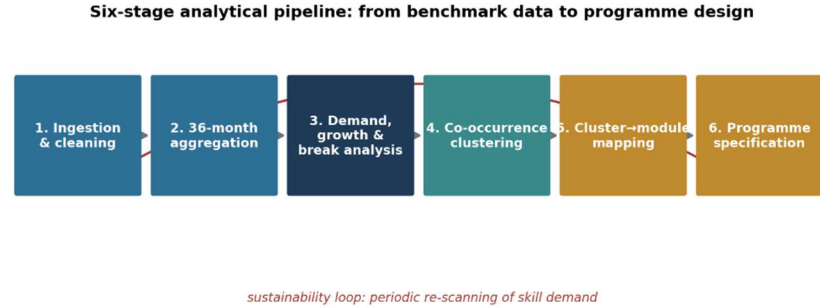 Six-stage analytical pipeline: from benchmark data to programme design
1. Ingestion
& cleaning
2. 36-month
aggregation
3. Demand,
growth &
break analysis
4. Co-occurrence
clustering
5. Cluster→module
mapping
6. Programme
specification
sustainability loop: periodic re-scanning of skill demand